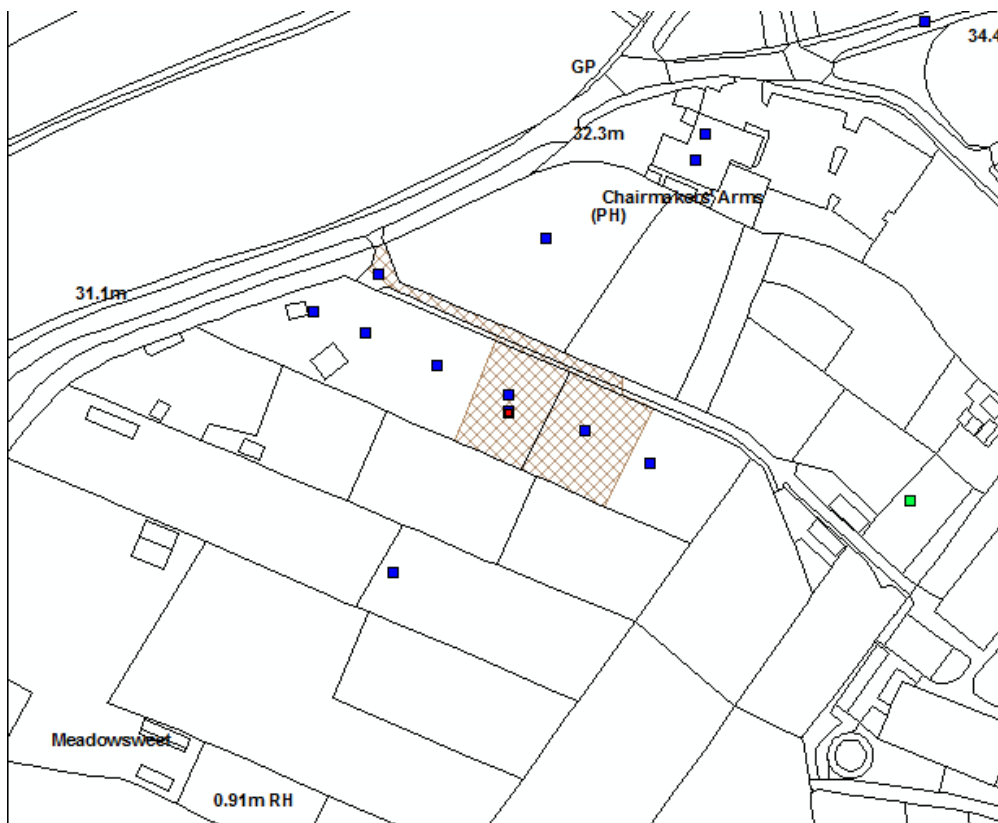 34.4
GP
32.3m
Chairmakers' Arms
(PH)
31.1m
Meadowsweet
0.91m RH